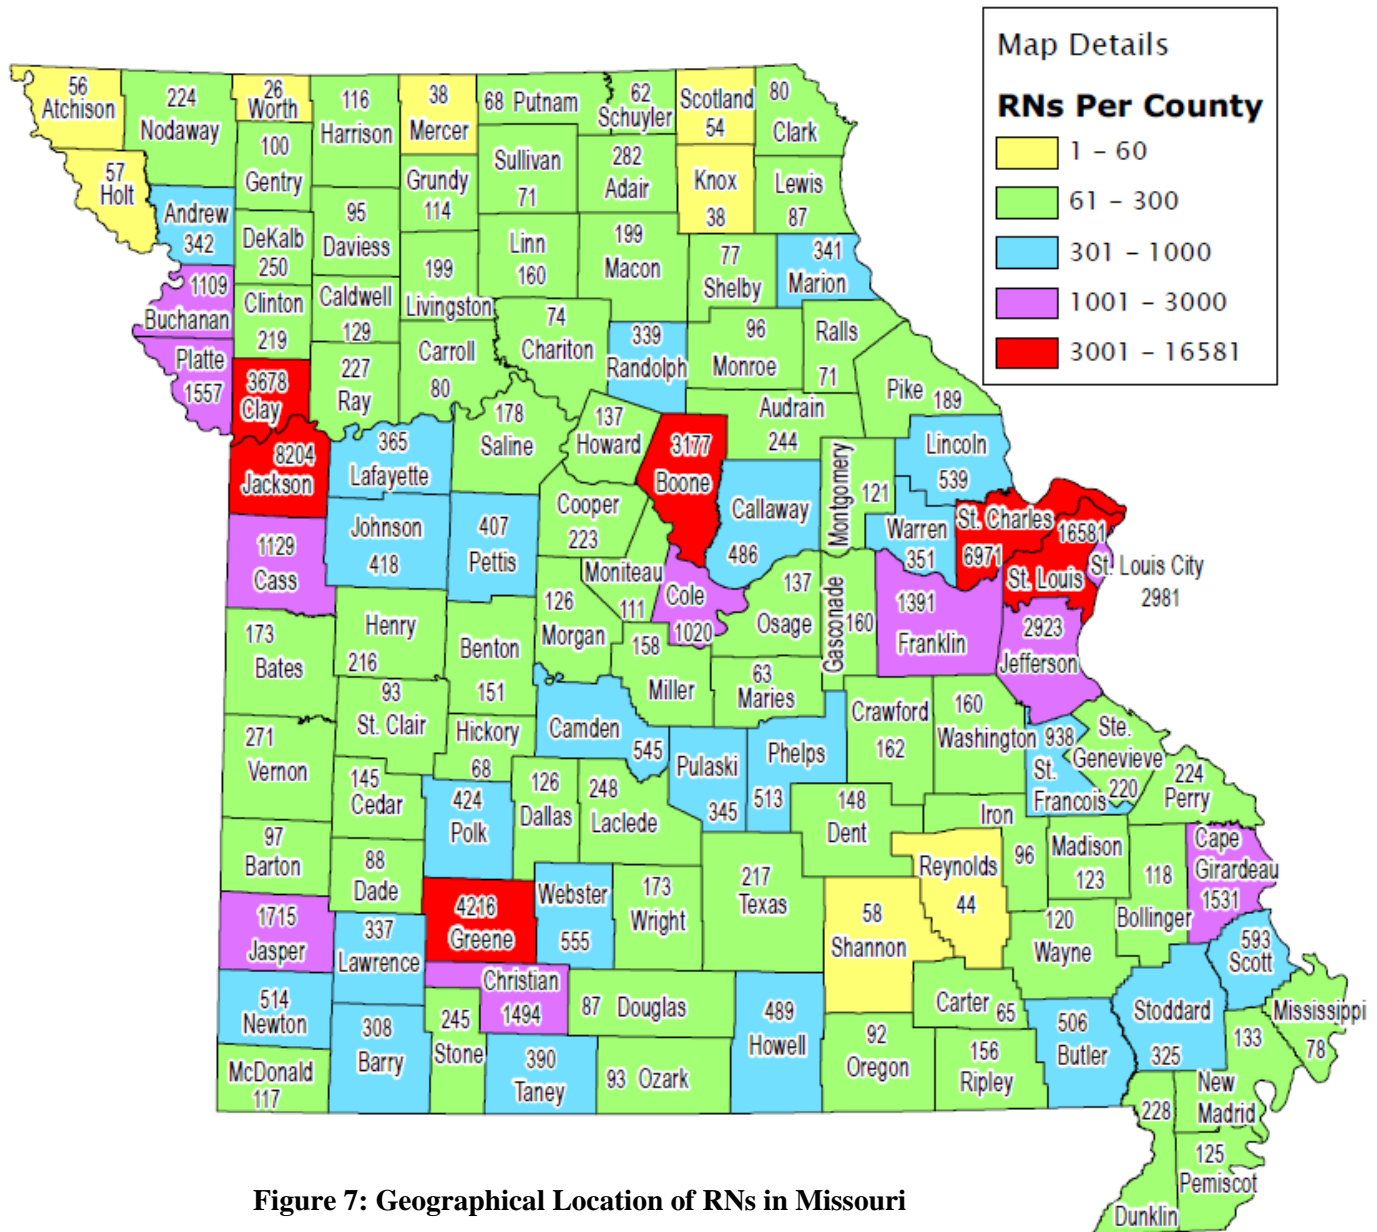 Map Details
RNs Per County
1 - 60
61 - 300
301 - 1000
1001 - 3000
3001 - 16581
56
Atchison
224
Nodaway
26
Worth
116
Harrison
38
Mercer
68 Putnam
62
Schuyler
Scotland
54
80
Clark
57
Holt
100
Gentry
Grundy
114
Sullivan
71
282
Adair
Knox
38
Lewis
87
Andrew
342
DeKalb
250
95
Daviess
199
Livingston
Linn
160
199
Macon
77
Shelby
341
Marion
1109
Buchanan
Clinton
219
Caldwell
129
Carroll
80
74
Chariton
339
Randolph
96
Monroe
Ralls
71
Platte
1557
3678
Clay
227
Ray
178
Saline
137
Howard
3177
Boone
Audrain
244
Pike 189
8204
Jackson
365
Lafayette
Cooper
223
Callaway
486
Montgomery
121
Lincoln
539
1129
Cass
Johnson
418
407
Pettis
Moniteau
111
Cole
1020
137
Osage
Gasconade
160
Warren
351
St. Charles
6971
16581
St. Louis
St. Louis City
2981
173
Bates
Henry
216
Benton
151
126
Morgan
158
Miller
63
Maries
1391
Franklin
2923
Jefferson
271
Vernon
93
St. Clair
Hickory
68
Camden
545
Pulaski
345
Phelps
513
Crawford
162
160
Washington
938
St.
Francois
Ste.
Genevieve
220
224
Perry
145
Cedar
424
Polk
126
Dallas
248
Laclede
148
Dent
Iron
96
Madison
123
118
Bollinger
Cape
Girardeau
1531
97
Barton
88
Dade
4216
Greene
Webster
555
173
Wright
217
Texas
58
Shannon
Reynolds
44
120
Wayne
593
Scott
1715
Jasper
337
Lawrence
Christian
1494
87 Douglas
489
Howell
Carter 65
506
Butler
Stoddard
325
Mississippi
78
514
Newton
308
Barry
245
Stone
390
Taney
93 Ozark
92
Oregon
156
Ripley
133
New
Madrid
McDonald
117
228
Dunklin
125
Pemiscot
Figure 7: Geographical Location of RNs in Missouri